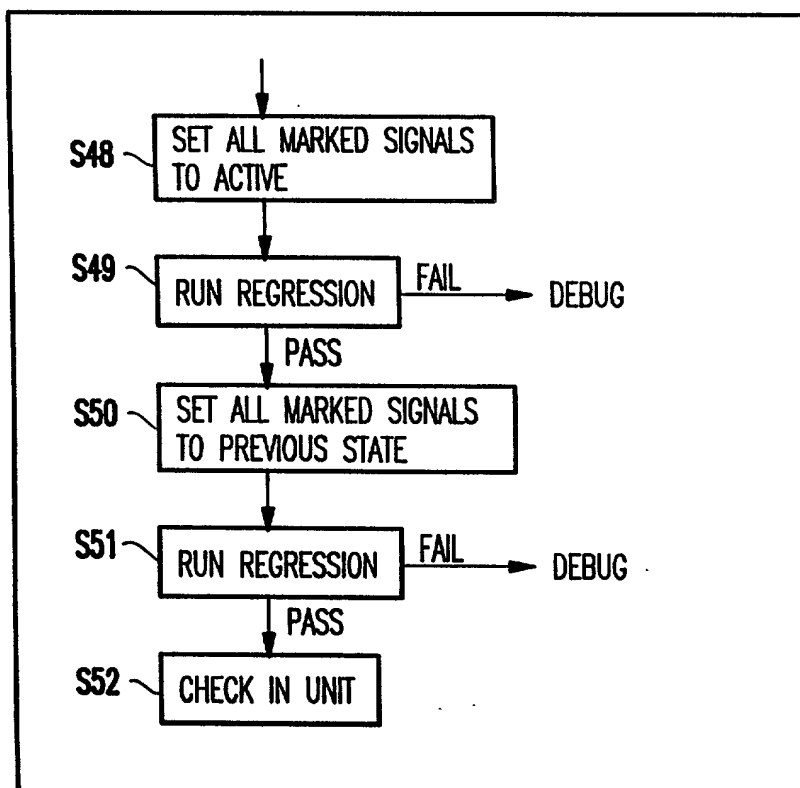 S48
SET ALL MARKED SIGNALS
TO ACTIVE
S49
RUN REGRESSION
FAIL
DEBUG
PASS
S50
SET ALL MARKED SIGNALS
TO PREVIOUS STATE
S51
RUN REGRESSION
FAIL
DEBUG
PASS
S52
CHECK IN UNIT